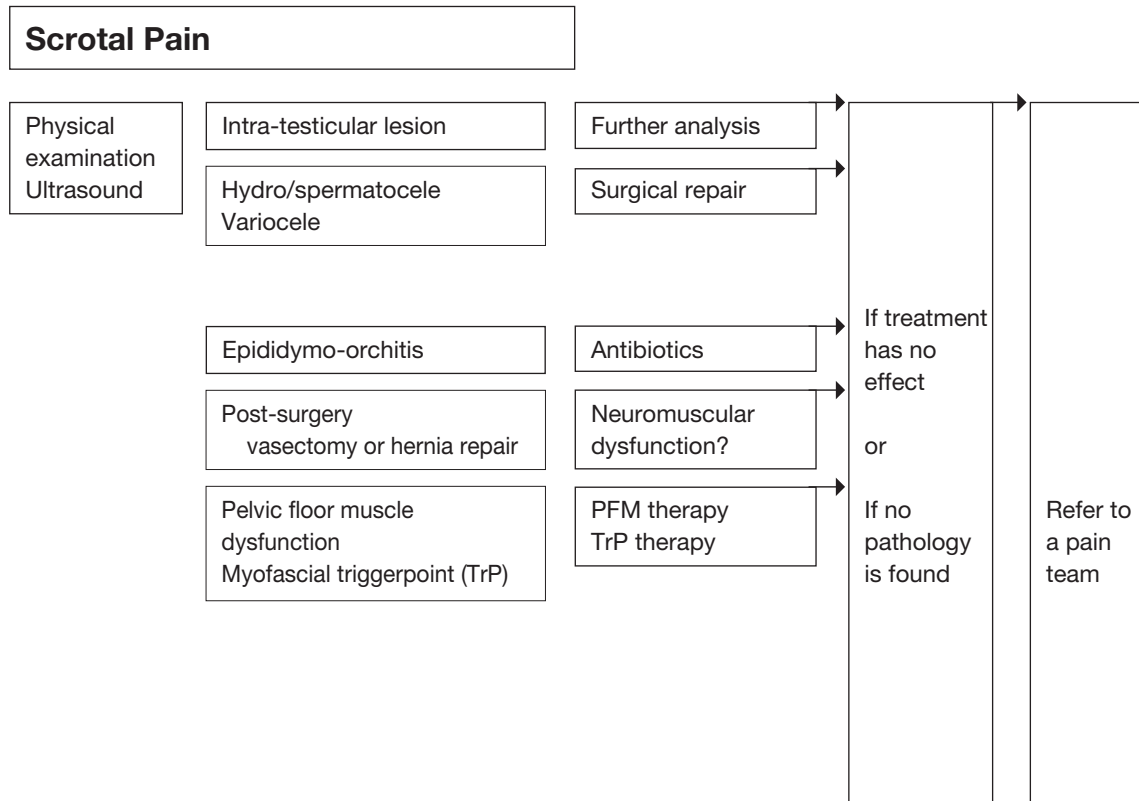 Scrotal Pain
Physical
examination
Ultrasound
Intra-testicular lesion
Further analysis
Hydro/spermatocele
Variocele
Surgical repair
Epididymo-orchitis
Antibiotics
Post-surgery
vasectomy or hernia repair
Neuromuscular
dysfunction?
Pelvic floor muscle
dysfunction
Myofascial triggerpoint (TrP)
PFM therapy
TrP therapy
If treatment
has no
effect
or
If no
pathology
is found
Refer to
a pain
team